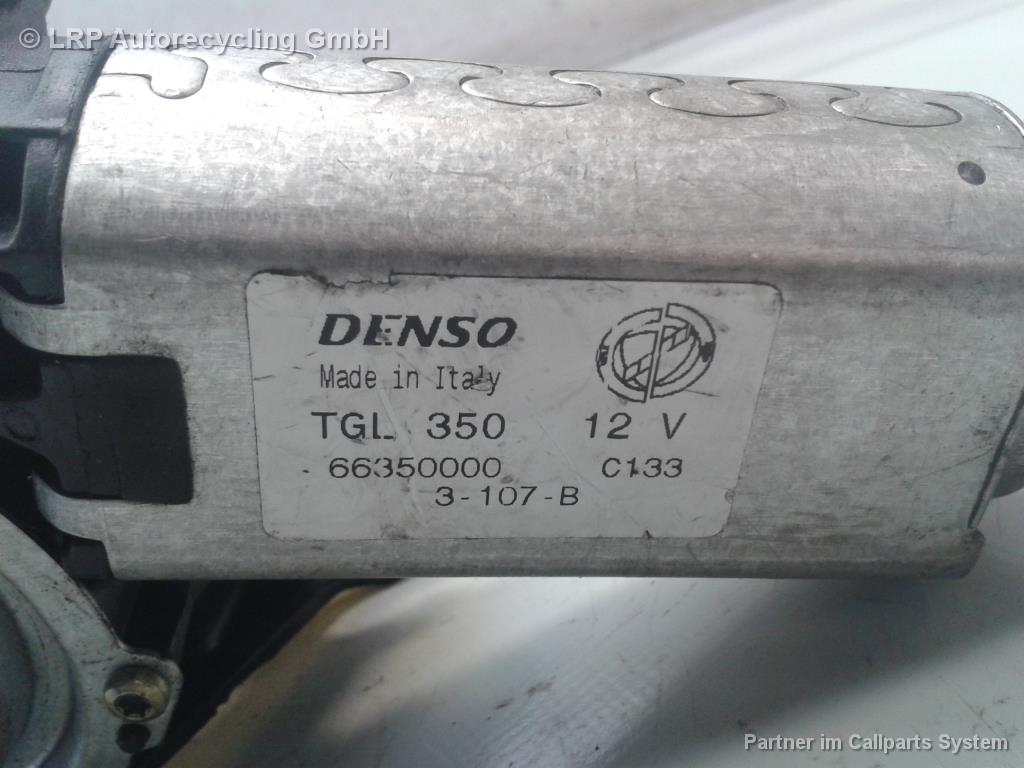 © LRP Autorecycling GmbH
DENSO
Made in Italy
TGL 350 12 V
66350000 C133
3-107-B
Partner im Callparts System